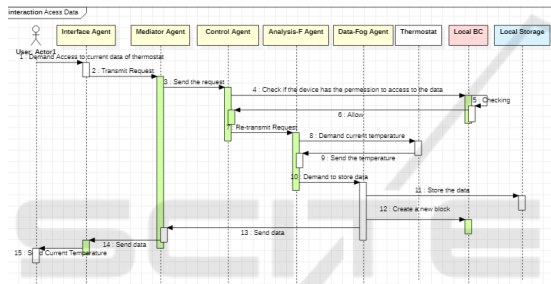 interaction Acess Data
Interface Agent
Mediator Agent
Control Agent
Analysis-F Agent
Data-Fog Agent
Thermostat
Local BC
Local Storage
User: Actor1
1 : Demand Access to current data of thermostat
2 : Transmit Request
3 : Send the request
4 : Check if the device has the permission to access to the data
5 : Checking
6 : Allow
7 : Re-transmit Request
8 : Demand current temperature
9 : Send the temperature
10 : Demand to store data
11 : Store the data
12 : Create a new block
13 : Send data
14 : Send data
15 : Send Current Temperature